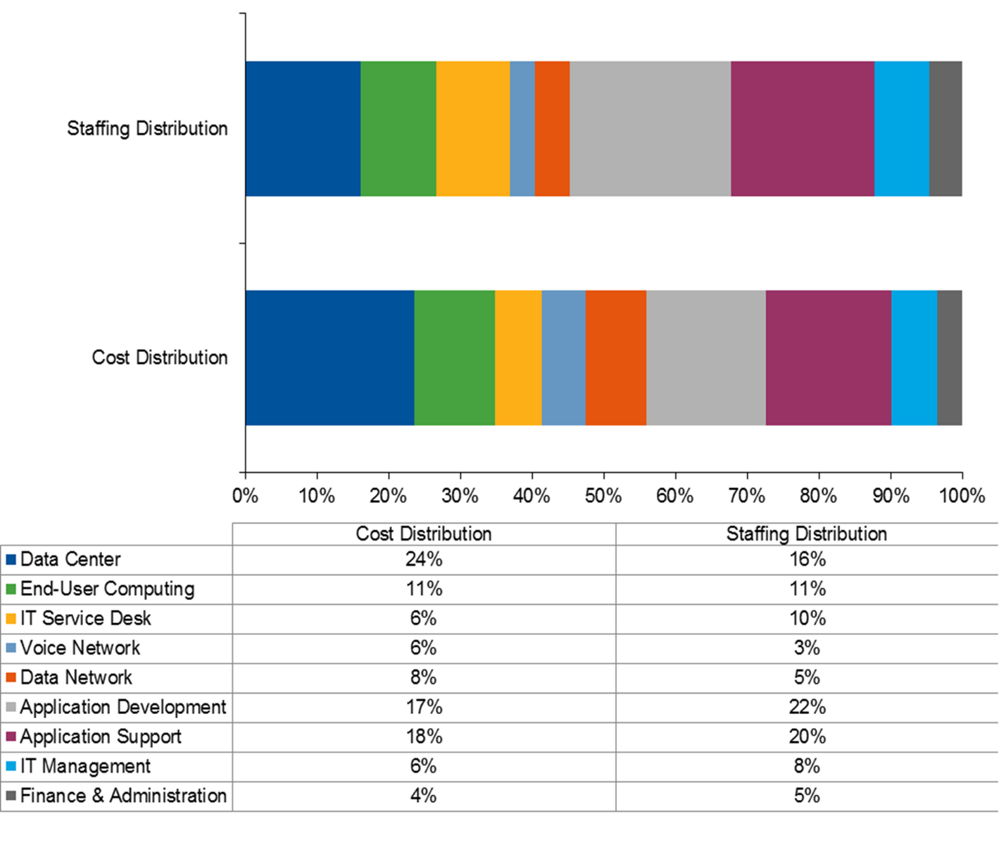 Staffing Distribution
Cost Distribution
0% 10% 20% 30% 40% 50% 60% 70% 80% 90% 100%
Cost Distribution Staffing Distribution
Data Center 24% 16%
End-User Computing 11% 11%
IT Service Desk 6% 10%
Voice Network 6% 3%
Data Network 8% 5%
Application Development 17% 22%
Application Support 18% 20%
IT Management 6% 8%
Finance & Administration 4% 5%